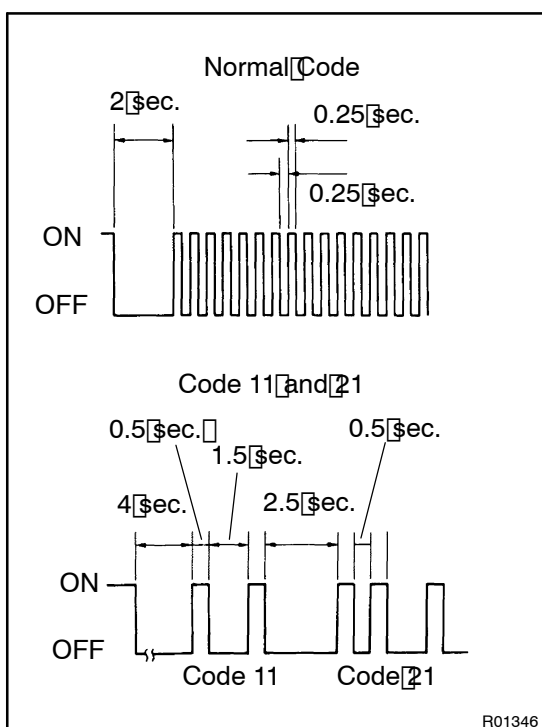 Normal Code
2 sec.
0.25 sec.
0.25 sec.
ON
OFF
Code 11 and 21
0.5 sec.
0.5 sec.
1.5 sec.
4 sec.
2.5 sec.
ON
OFF
Code 11
Code 21
R01346